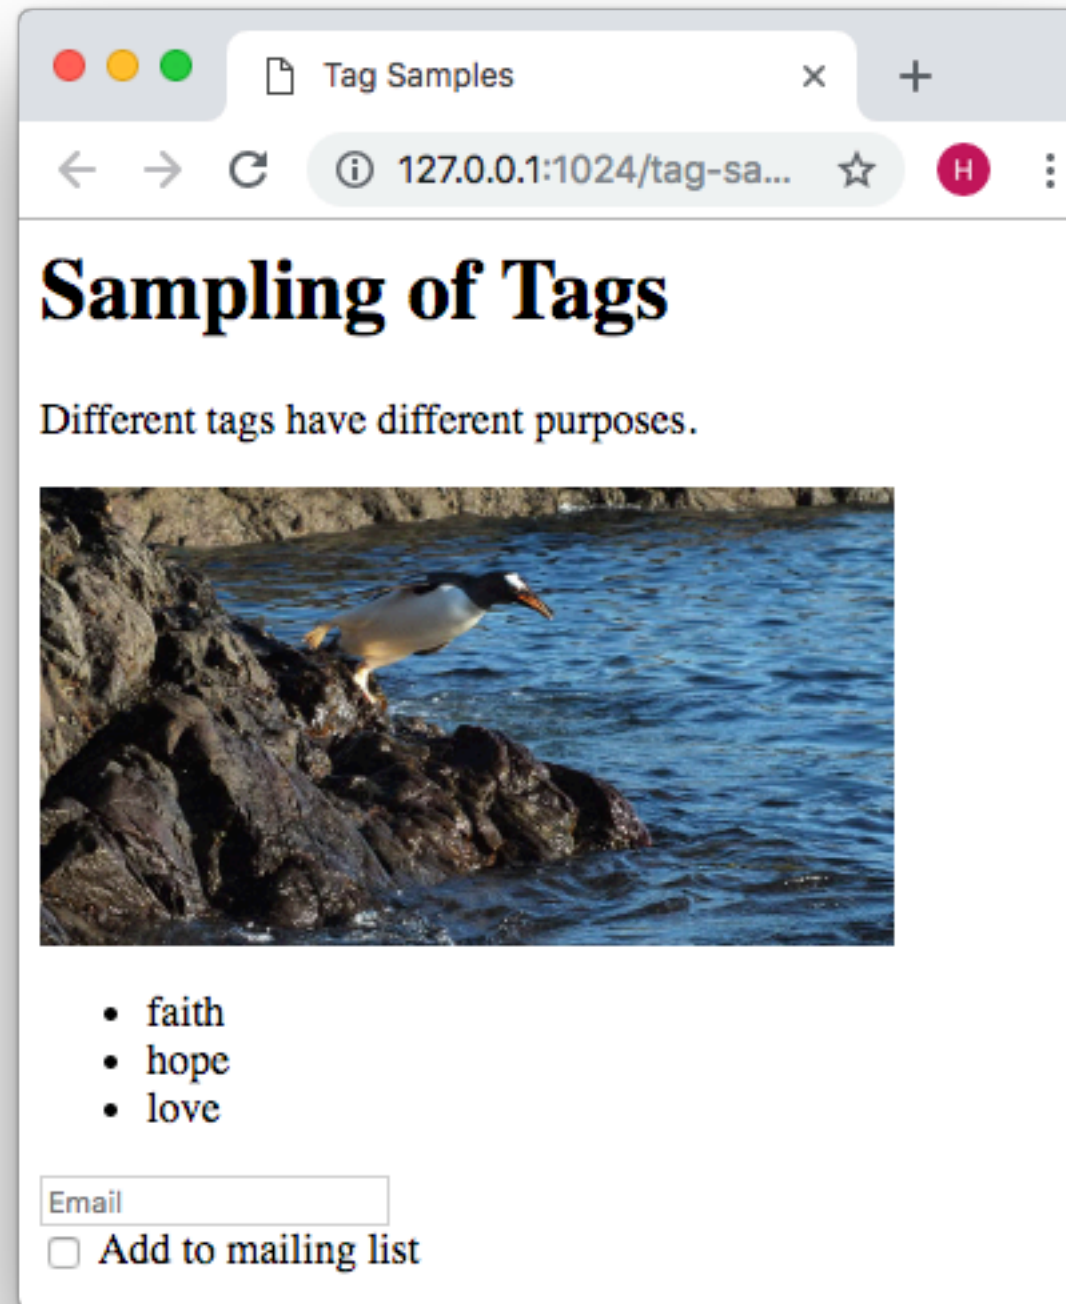 Tag Samples
127.0.0.1:1024/tag-sa...
H
Sampling of Tags
Different tags have different purposes.
faith
hope
love
Email
Add to mailing list